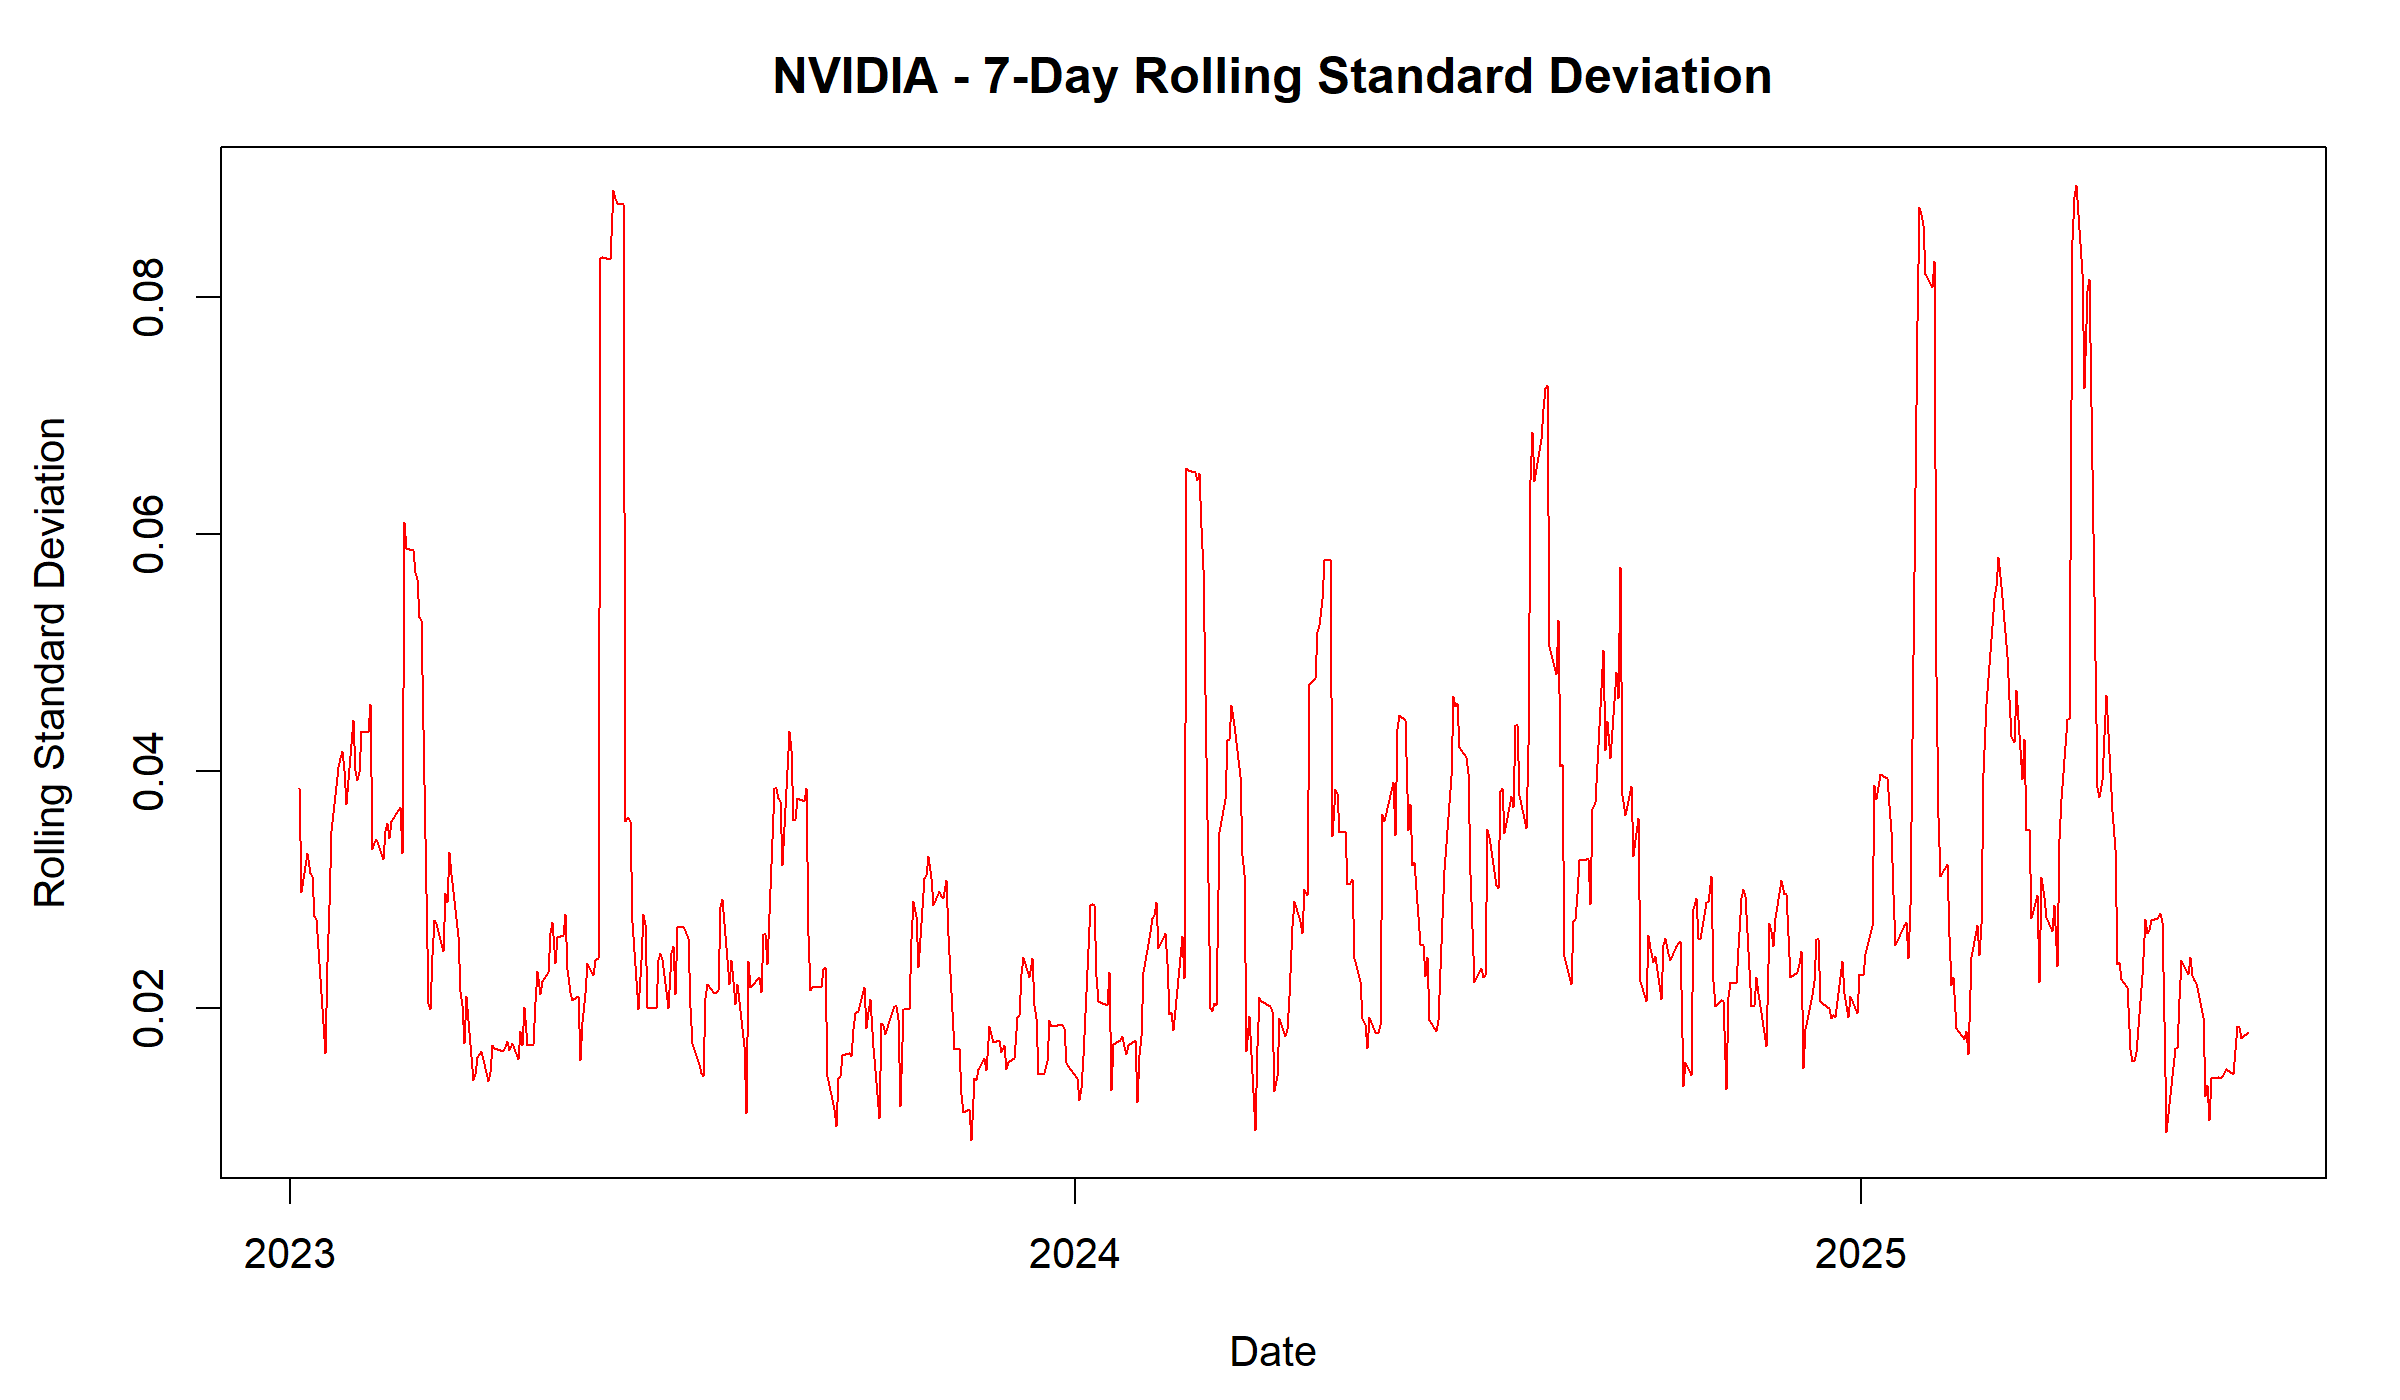 NVIDIA - 7-Day Rolling Standard Deviation
Rolling Standard Deviation
0.08
0.06
0.04
0.02
2023 2024 2025
Date